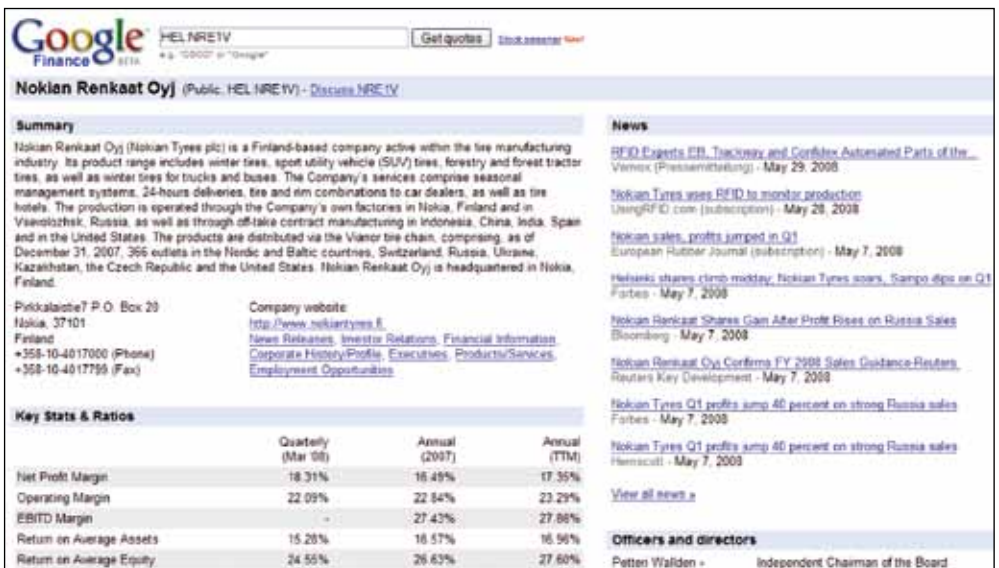 Google
Finance BETA
HEL:NRE1V
Get quotes
Stock screener New!
e.g. "CSCO" or "Google"
Nokian Renkaat Oyj (Public, HEL:NRE1V) - Discuss NRE1V
Summary
Nokian Renkaat Oyj (Nokian Tyres plc) is a Finland-based company active within the tire manufacturing
industry. Its product range includes winter tires, sport utility vehicle (SUV) tires, forestry and forest tractor
tires, as well as winter tires for trucks and buses. The Company's services comprise seasonal
management systems, 24-hours deliveries, tire and rim combinations to car dealers, as well as tire
hotels. The production is operated through the Company's own factories in Nokia, Finland and in
Vsevolozhsk, Russia, as well as through off-take contract manufacturing in Indonesia, China, India, Spain
and in the United States. The products are distributed via the Vianor tire chain, comprising, as of
December 31, 2007, 366 outlets in the Nordic and Baltic countries, Switzerland, Russia, Ukraine,
Kazakhstan, the Czech Republic and the United States. Nokian Renkaat Oyj is headquartered in Nokia,
Finland.
Pirkkalaistie7 P.O. Box 20
Nokia, 37101
Finland
+358-10-4017000 (Phone)
+358-10-4017799 (Fax)
Company website
http://www.nokiantyres.fi
News Releases, Investor Relations, Financial Information,
Corporate History/Profile, Executives, Products/Services,
Employment Opportunities
Key Stats & Ratios
Quarterly Annual Annual
(Mar '08) (2007) (TTM)
Net Profit Margin 18.31% 16.49% 17.35%
Operating Margin 22.09% 22.84% 23.29%
EBITD Margin - 27.43% 27.86%
Return on Average Assets 15.28% 16.57% 16.96%
Return on Average Equity 24.55% 26.63% 27.60%
News
RFID Experts EB, Trackway and Confidex Automated Parts of the ...
(Pressemitteilung) - May 29, 2008
Nokian Tyres uses RFID to monitor production
UsingRFID.com (subscription) - May 28, 2008
Nokian sales, profits jumped in Q1
European Rubber Journal (subscription) - May 7, 2008
Helsinki shares climb midday; Nokian Tyres soars, Sampo dips on Q1
Forbes - May 7, 2008
Nokian Renkaat Shares Gain After Profit Rises on Russia Sales
Bloomberg - May 7, 2008
Nokian Renkaat Oyj Confirms FY 2008 Sales Guidance-Reuters
Reuters Key Development - May 7, 2008
Nokian Tyres Q1 profits jump 40 percent on strong Russia sales
Forbes - May 7, 2008
Nokian Tyres Q1 profits jump 40 percent on strong Russia sales
Hemscott - May 7, 2008
View all news »
Officers and directors
Petteri Wallden » Independent Chairman of the Board